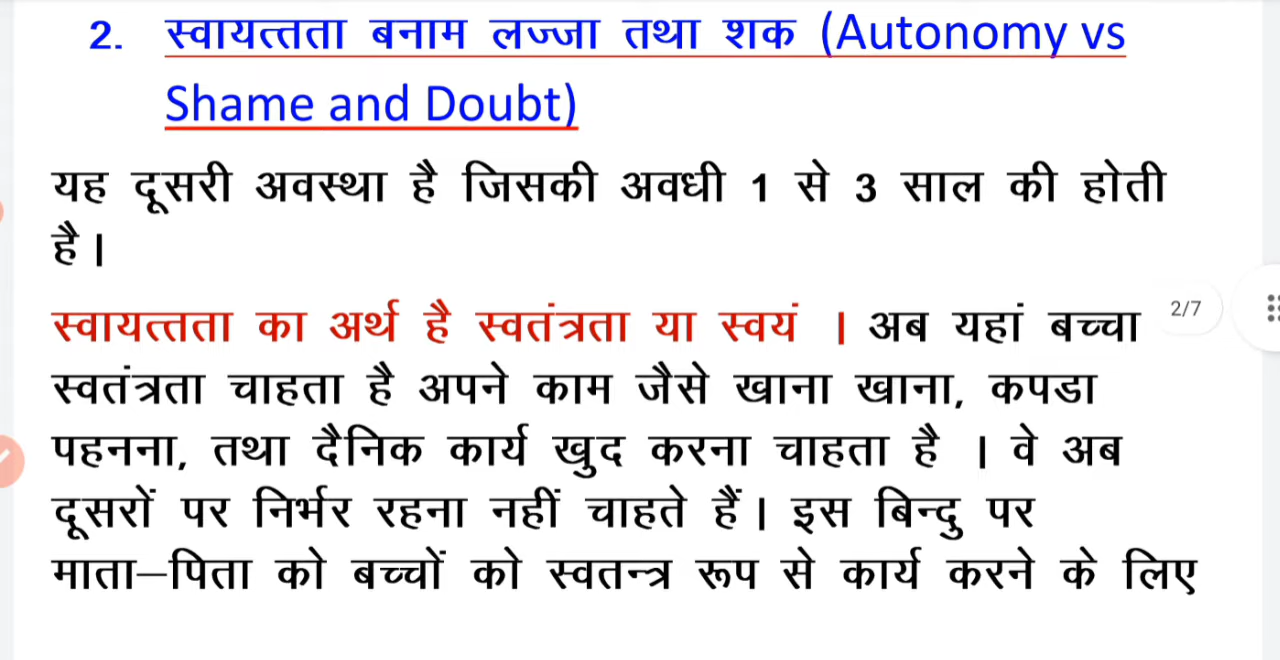 2. स्वायत्तता बनाम लज्जा तथा शक (Autonomy vs
Shame and Doubt)
यह दूसरी अवस्था है जिसकी अवधी 1 से 3 साल की होती
है।
स्वायत्तता का अर्थ है स्वतंत्रता या स्वयं । अब यहां बच्चा
2/7
स्वतंत्रता चाहता है अपने काम जैसे खाना खाना, कपडा
पहनना, तथा दैनिक कार्य खुद करना चाहता है । वे अब
दूसरों पर निर्भर रहना नहीं चाहते हैं। इस बिन्दु पर
माता–पिता को बच्चों को स्वतन्त्र रूप से कार्य करने के लिए